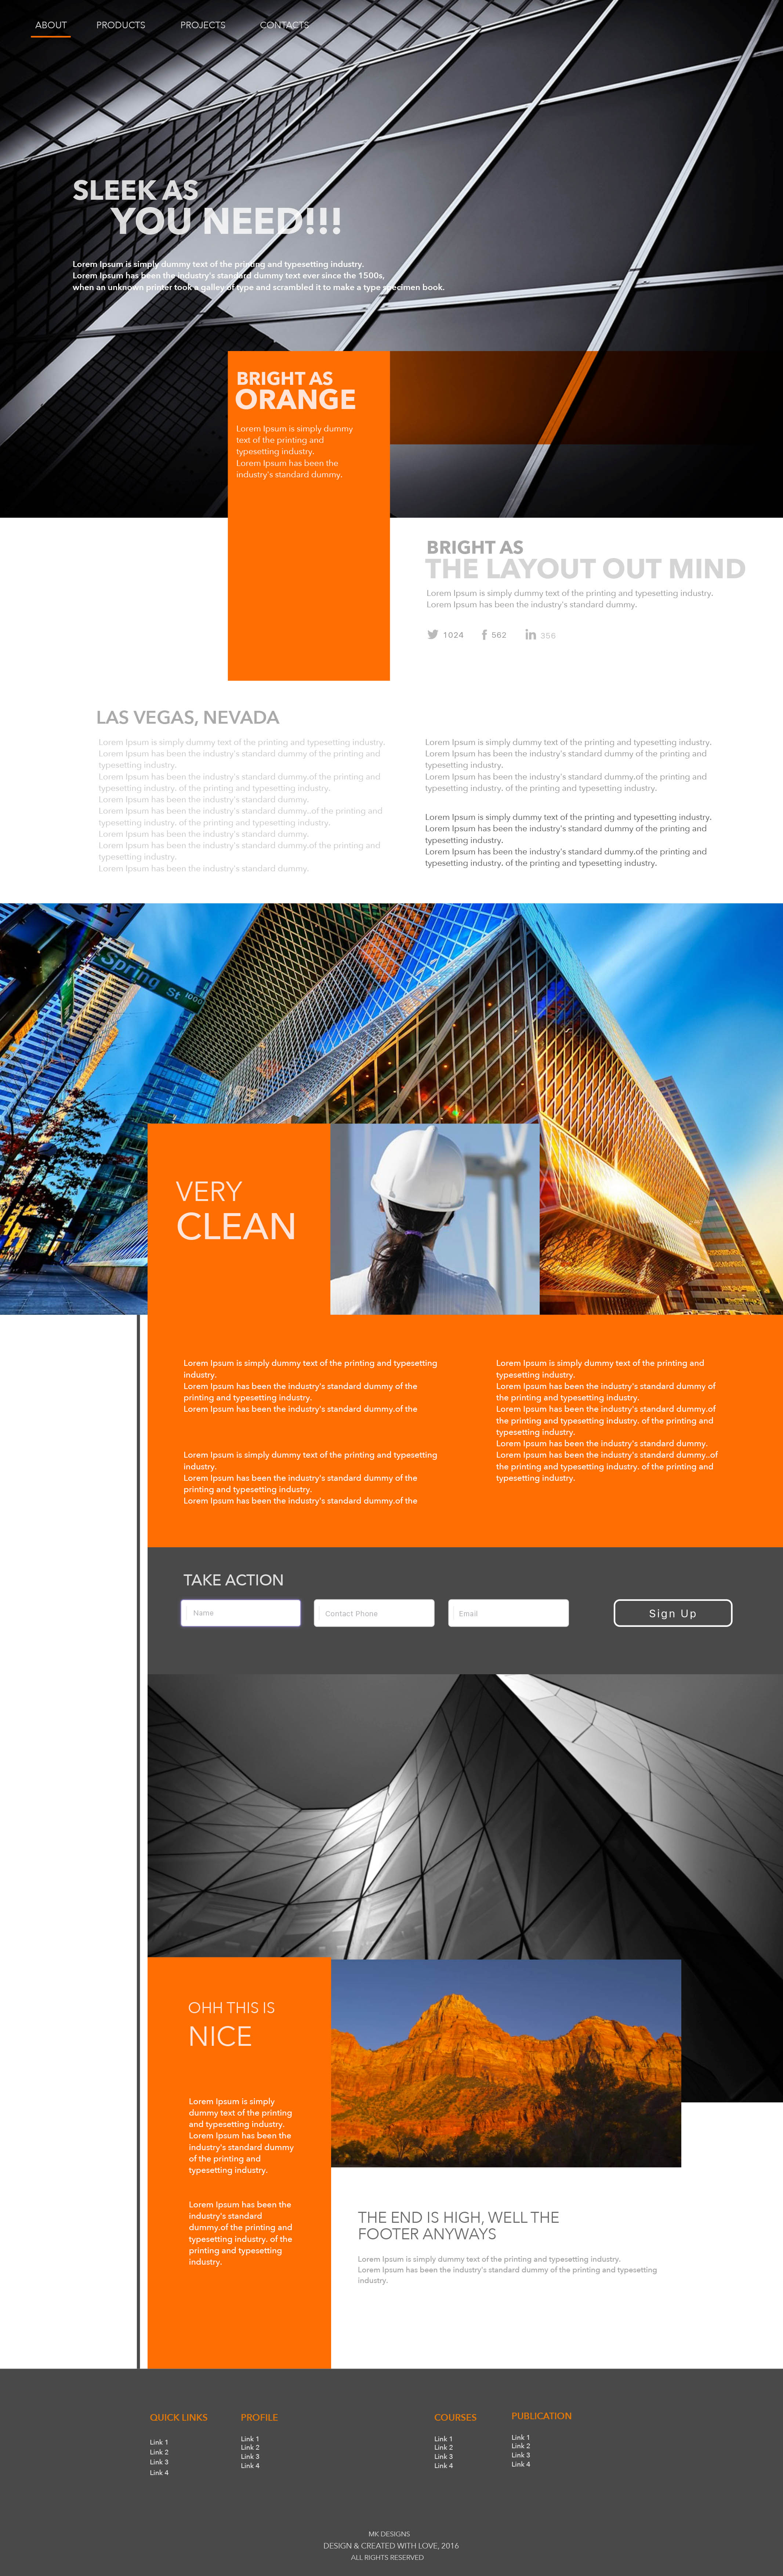 ABOUT PRODUCTS PROJECTS CONTACTS
SLEEK AS
YOU NEED!!!
Lorem Ipsum is simply dummy text of the printing and typesetting industry.
Lorem Ipsum has been the industry's standard dummy text ever since the 1500s,
when an unknown printer took a galley of type and scrambled it to make a type specimen book.
BRIGHT AS
ORANGE
Lorem Ipsum is simply dummy
text of the printing and
typesetting industry.
Lorem Ipsum has been the
industry's standard dummy.
BRIGHT AS
THE LAYOUT OUT MIND
Lorem Ipsum is simply dummy text of the printing and typesetting industry.
Lorem Ipsum has been the industry's standard dummy.
1024 562 356
LAS VEGAS, NEVADA
Lorem Ipsum is simply dummy text of the printing and typesetting industry.
Lorem Ipsum has been the industry's standard dummy of the printing and
typesetting industry.
Lorem Ipsum has been the industry's standard dummy.of the printing and
typesetting industry. of the printing and typesetting industry.
Lorem Ipsum has been the industry's standard dummy.
Lorem Ipsum has been the industry's standard dummy..of the printing and
typesetting industry. of the printing and typesetting industry.
Lorem Ipsum has been the industry's standard dummy.
Lorem Ipsum has been the industry's standard dummy.of the printing and
typesetting industry.
Lorem Ipsum has been the industry's standard dummy.
Lorem Ipsum is simply dummy text of the printing and typesetting industry.
Lorem Ipsum has been the industry's standard dummy of the printing and
typesetting industry.
Lorem Ipsum has been the industry's standard dummy.of the printing and
typesetting industry. of the printing and typesetting industry.
Lorem Ipsum is simply dummy text of the printing and typesetting industry.
Lorem Ipsum has been the industry's standard dummy of the printing and
typesetting industry.
Lorem Ipsum has been the industry's standard dummy.of the printing and
typesetting industry. of the printing and typesetting industry.
Spring St 1000
VERY
CLEAN
Lorem Ipsum is simply dummy text of the printing and typesetting
industry.
Lorem Ipsum has been the industry's standard dummy of the
printing and typesetting industry.
Lorem Ipsum has been the industry's standard dummy.of the
Lorem Ipsum is simply dummy text of the printing and typesetting
industry.
Lorem Ipsum has been the industry's standard dummy of the
printing and typesetting industry.
Lorem Ipsum has been the industry's standard dummy.of the
Lorem Ipsum is simply dummy text of the printing and
typesetting industry.
Lorem Ipsum has been the industry's standard dummy of
the printing and typesetting industry.
Lorem Ipsum has been the industry's standard dummy.of
the printing and typesetting industry. of the printing and
typesetting industry.
Lorem Ipsum has been the industry's standard dummy.
Lorem Ipsum has been the industry's standard dummy..of
the printing and typesetting industry. of the printing and
typesetting industry.
TAKE ACTION
Name Contact Phone Email Sign Up
OHH THIS IS
NICE
Lorem Ipsum is simply
dummy text of the printing
and typesetting industry.
Lorem Ipsum has been the
industry's standard dummy
of the printing and
typesetting industry.
Lorem Ipsum has been the
industry's standard
dummy.of the printing and
typesetting industry. of the
printing and typesetting
industry.
THE END IS HIGH, WELL THE
FOOTER ANYWAYS
Lorem Ipsum is simply dummy text of the printing and typesetting industry.
Lorem Ipsum has been the industry's standard dummy of the printing and typesetting
industry.
QUICK LINKS
Link 1
Link 2
Link 3
Link 4
PROFILE
Link 1
Link 2
Link 3
Link 4
COURSES
Link 1
Link 2
Link 3
Link 4
PUBLICATION
Link 1
Link 2
Link 3
Link 4
MK DESIGNS
DESIGN & CREATED WITH LOVE, 2016
ALL RIGHTS RESERVED